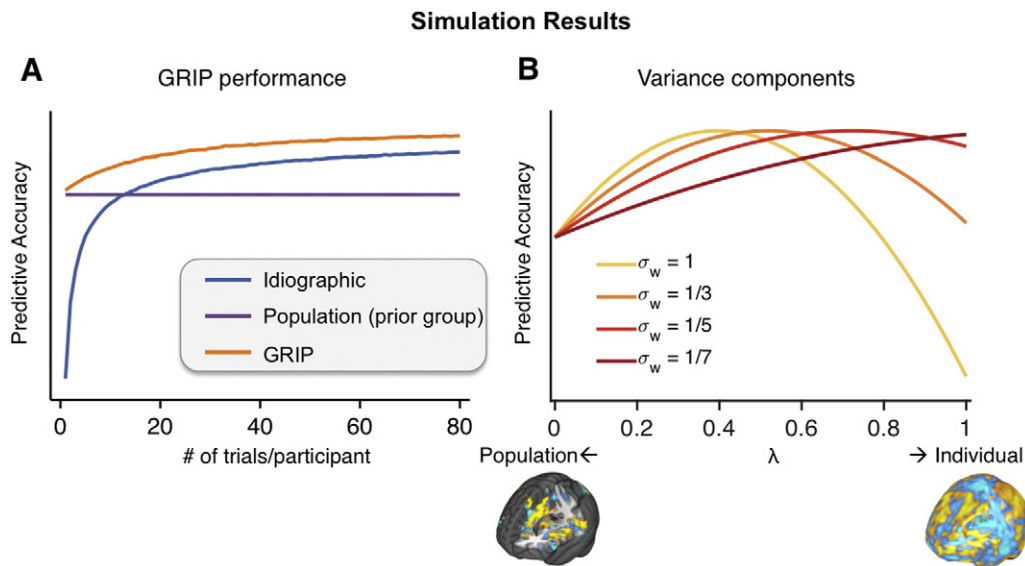 Simulation Results
A
GRIP performance
Predictive Accuracy
Idiographic
Population (prior group)
GRIP
0 20 40 60 80
# of trials/participant
B
Variance components
Predictive Accuracy
σw = 1
σw = 1/3
σw = 1/5
σw = 1/7
0 0.2 0.4 0.6 0.8 1
Population← λ → Individual